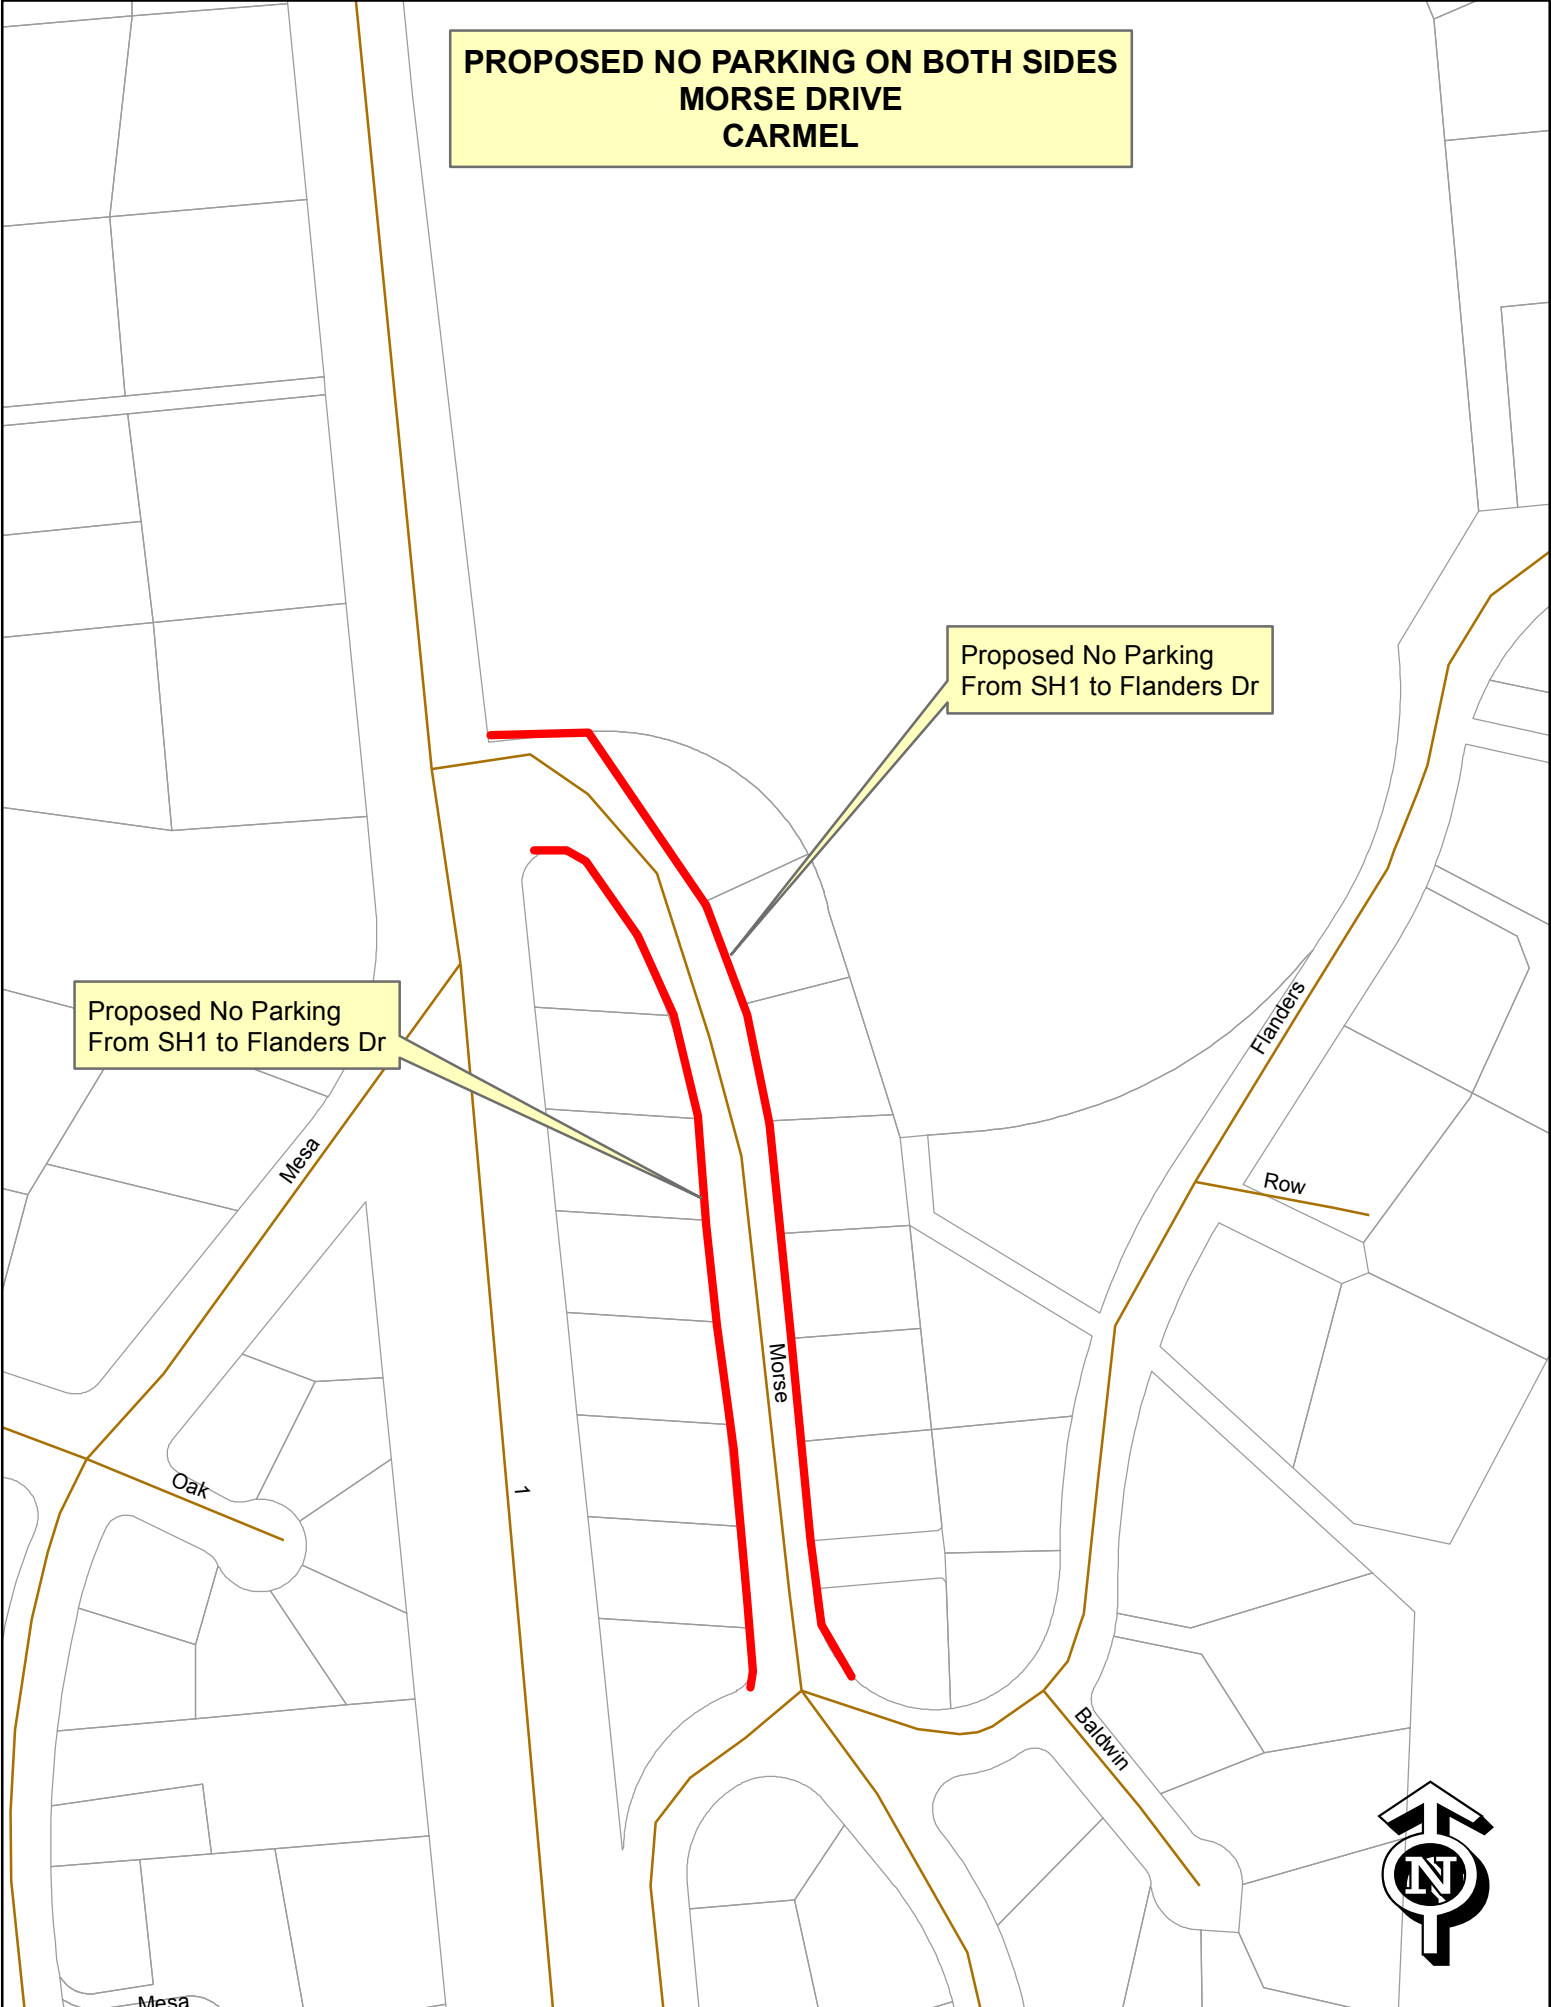 PROPOSED NO PARKING ON BOTH SIDES
MORSE DRIVE
CARMEL
Proposed No Parking
From SH1 to Flanders Dr
Proposed No Parking
From SH1 to Flanders Dr
Flanders
Mesa
Row
Morse
Oak
1
Baldwin
N
Mesa